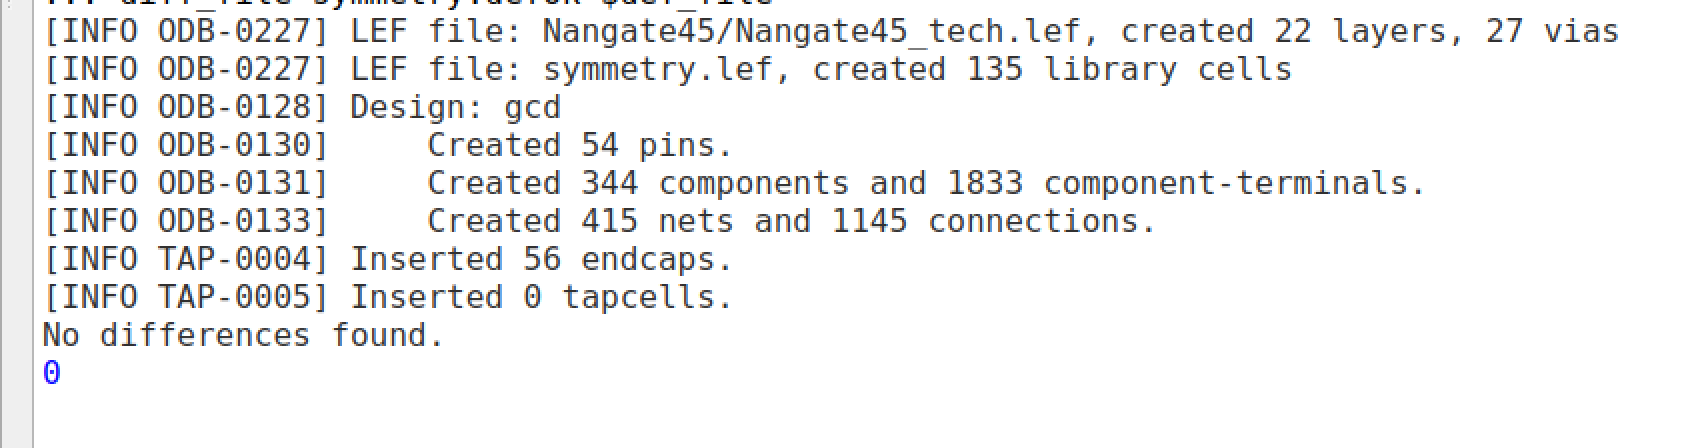 [INFO ODB-0227] LEF file: Nangate45/Nangate45_tech.lef, created 22 layers, 27 vias
[INFO ODB-0227] LEF file: symmetry.lef, created 135 library cells
[INFO ODB-0128] Design: gcd
[INFO ODB-0130]     Created 54 pins.
[INFO ODB-0131]     Created 344 components and 1833 component-terminals.
[INFO ODB-0133]     Created 415 nets and 1145 connections.
[INFO TAP-0004] Inserted 56 endcaps.
[INFO TAP-0005] Inserted 0 tapcells.
No differences found.
0